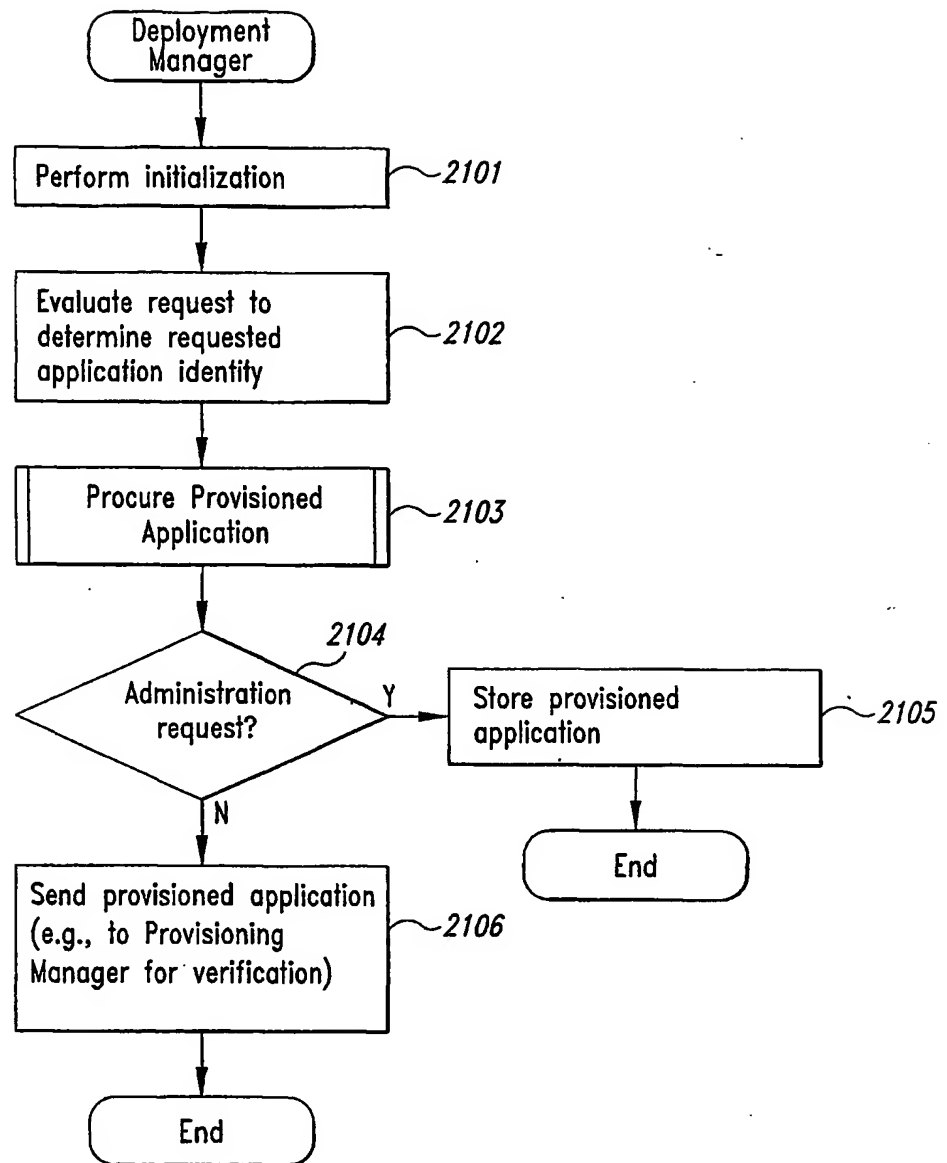 Deployment
Manager
Perform initialization
2101
Evaluate request to
determine requested
application identity
2102
Procure Provisioned
Application
2103
2104
Administration
request?
Y
Store provisioned
application
2105
N
End
Send provisioned application
(e.g., to Provisioning
Manager for verification)
2106
End